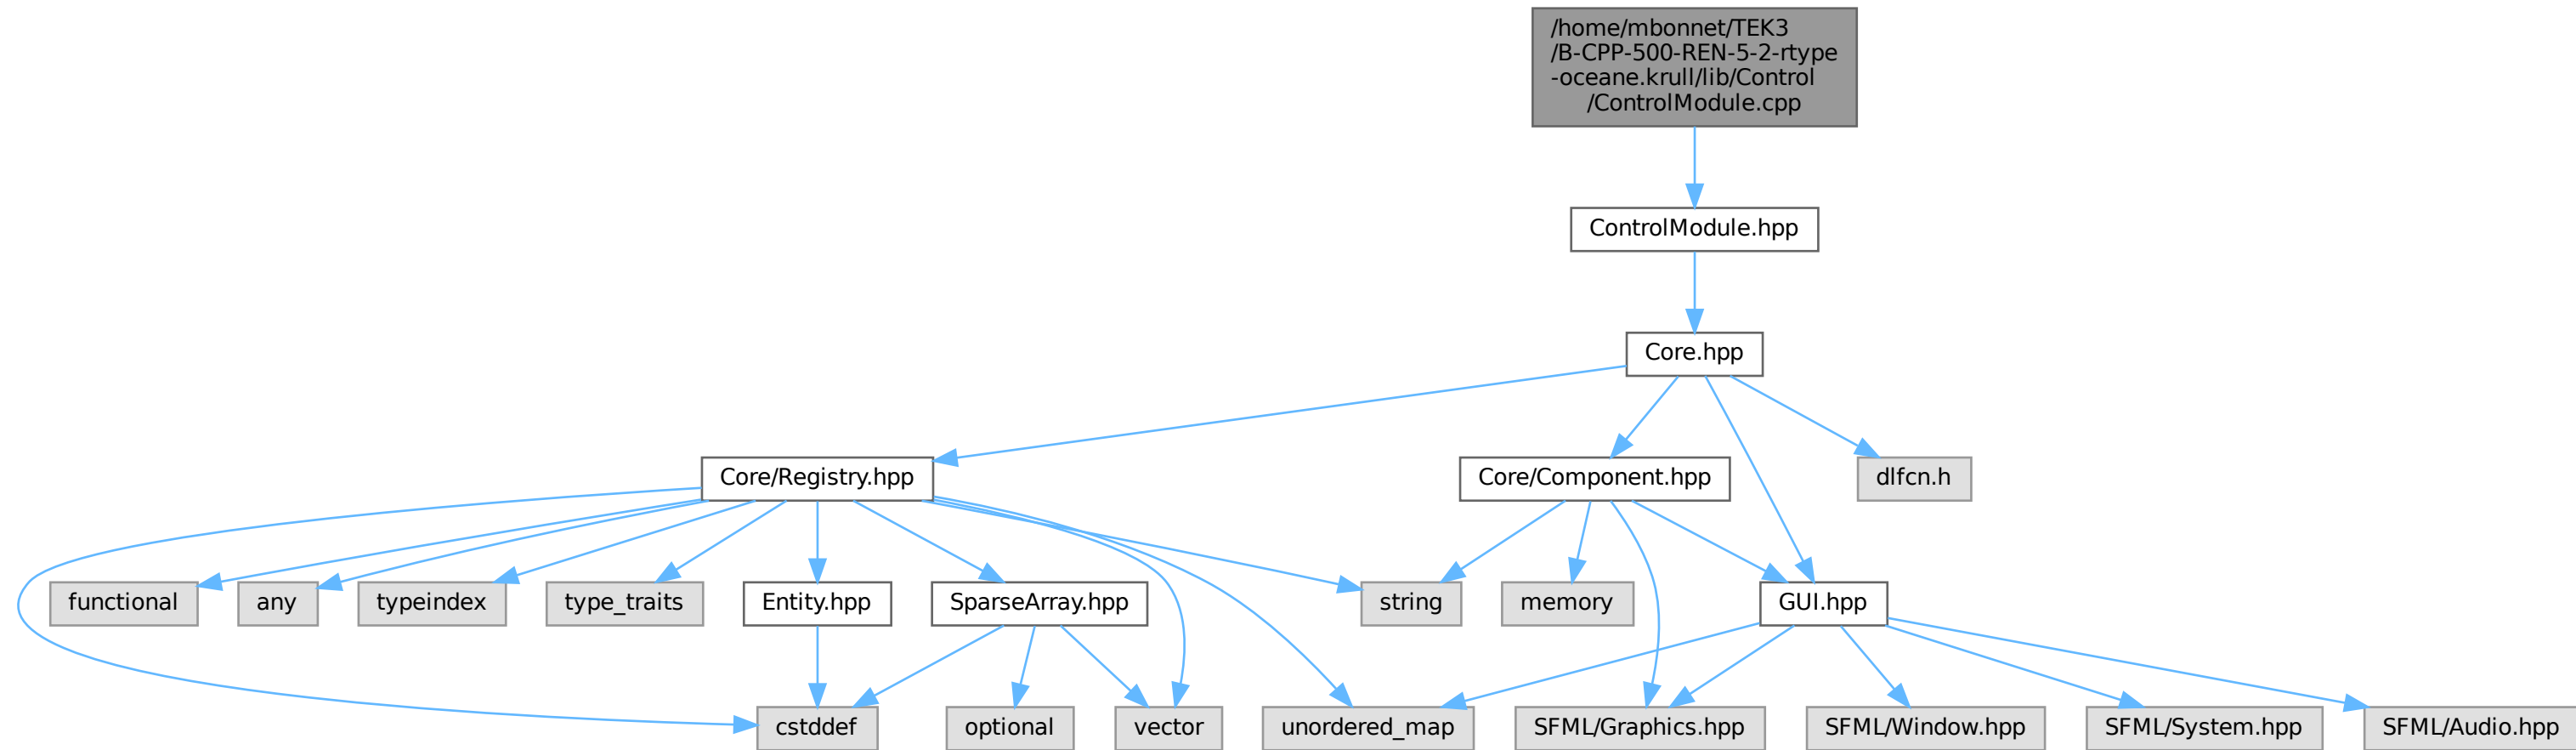 /home/mbonnet/TEK3
/B-CPP-500-REN-5-2-rtype
-oceane.krull/lib/Control
/ControlModule.cpp
ControlModule.hpp
Core.hpp
Core/Registry.hpp
Core/Component.hpp
dlfcn.h
functional
any
typeindex
type_traits
Entity.hpp
SparseArray.hpp
string
memory
GUI.hpp
cstddef
optional
vector
unordered_map
SFML/Graphics.hpp
SFML/Window.hpp
SFML/System.hpp
SFML/Audio.hpp